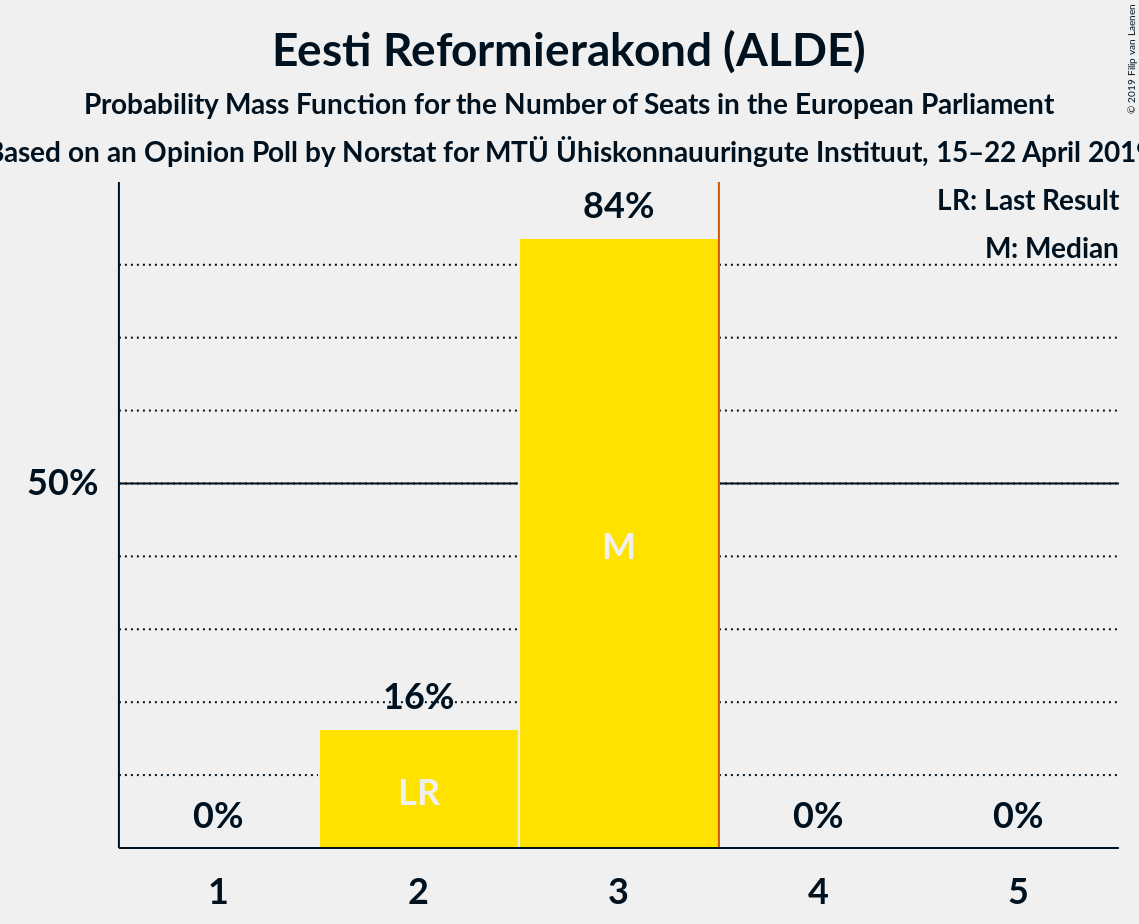 Eesti Reformierakond (ALDE)
Probability Mass Function for the Number of Seats in the European Parliament
Based on an Opinion Poll by Norstat for MTÜ Ühiskonnauuringute Instituut, 15–22 April 2019
© 2019 Filip van Laenen
LR: Last Result
M: Median
84%
50%
M
16%
LR
0%
0%
0%
1
2
3
4
5